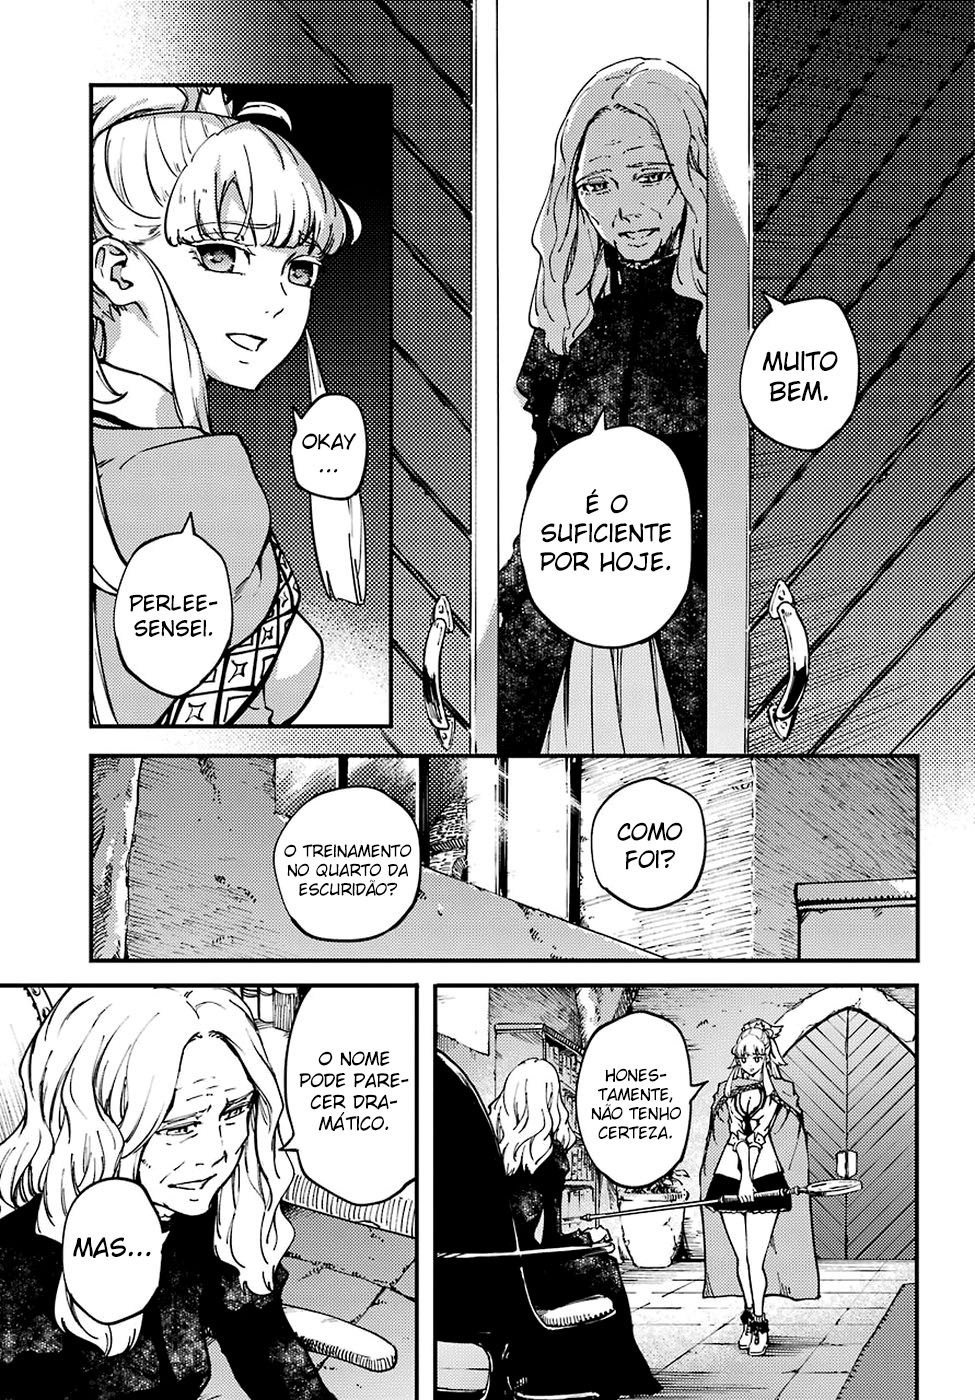 MUITO
BEM.
É O
SUFICIENTE
POR HOJE.
OKAY
...
PERLEE-
SENSEI.
COMO
FOI?
O TREINAMENTO
NO QUARTO DA
ESCURIDÃO?
HONES-
TAMENTE,
NÃO TENHO
CERTEZA.
O NOME
PODE PARE-
CER DRA-
MÁTICO.
MAS...